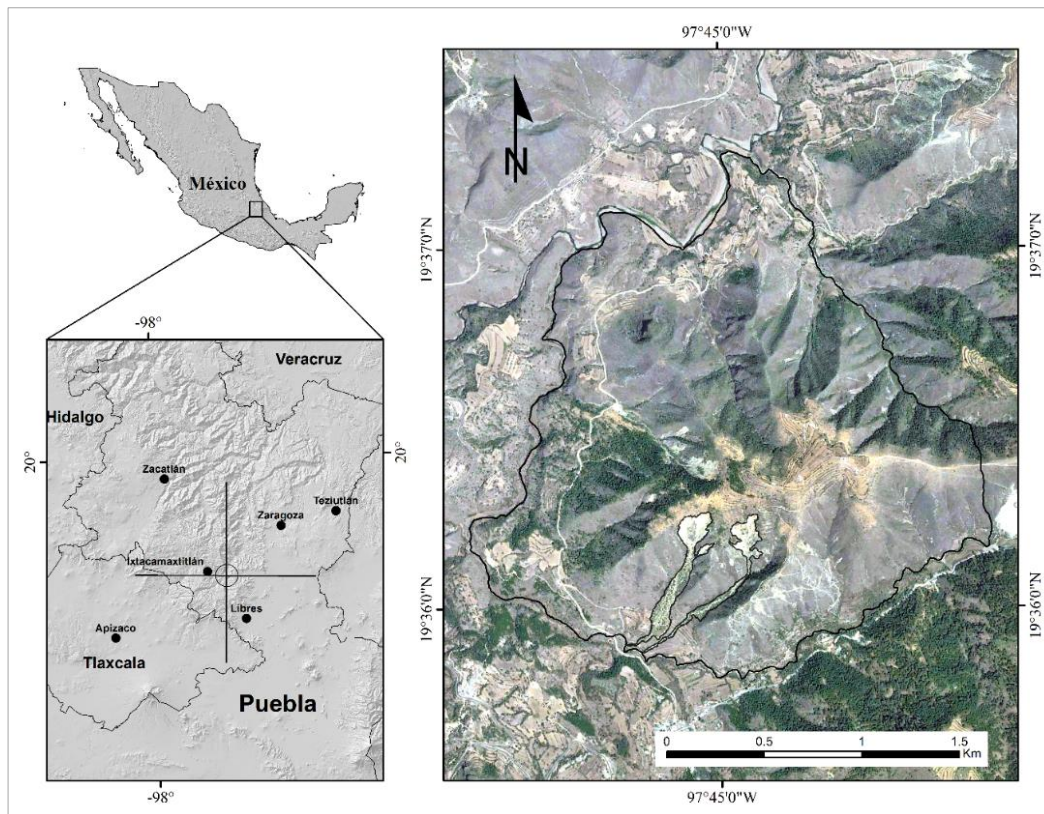 México
-98°
Veracruz
Hidalgo
20°
20°
Zacatlán
Teziutlán
Zaragoza
Ixtacamaxtitlán
Libres
Apizaco
Tlaxcala
Puebla
-98°
97°45'0"W
N
19°37'0"N
19°37'0"N
19°36'0"N
19°36'0"N
0 0.5 1 1.5
Km
97°45'0"W